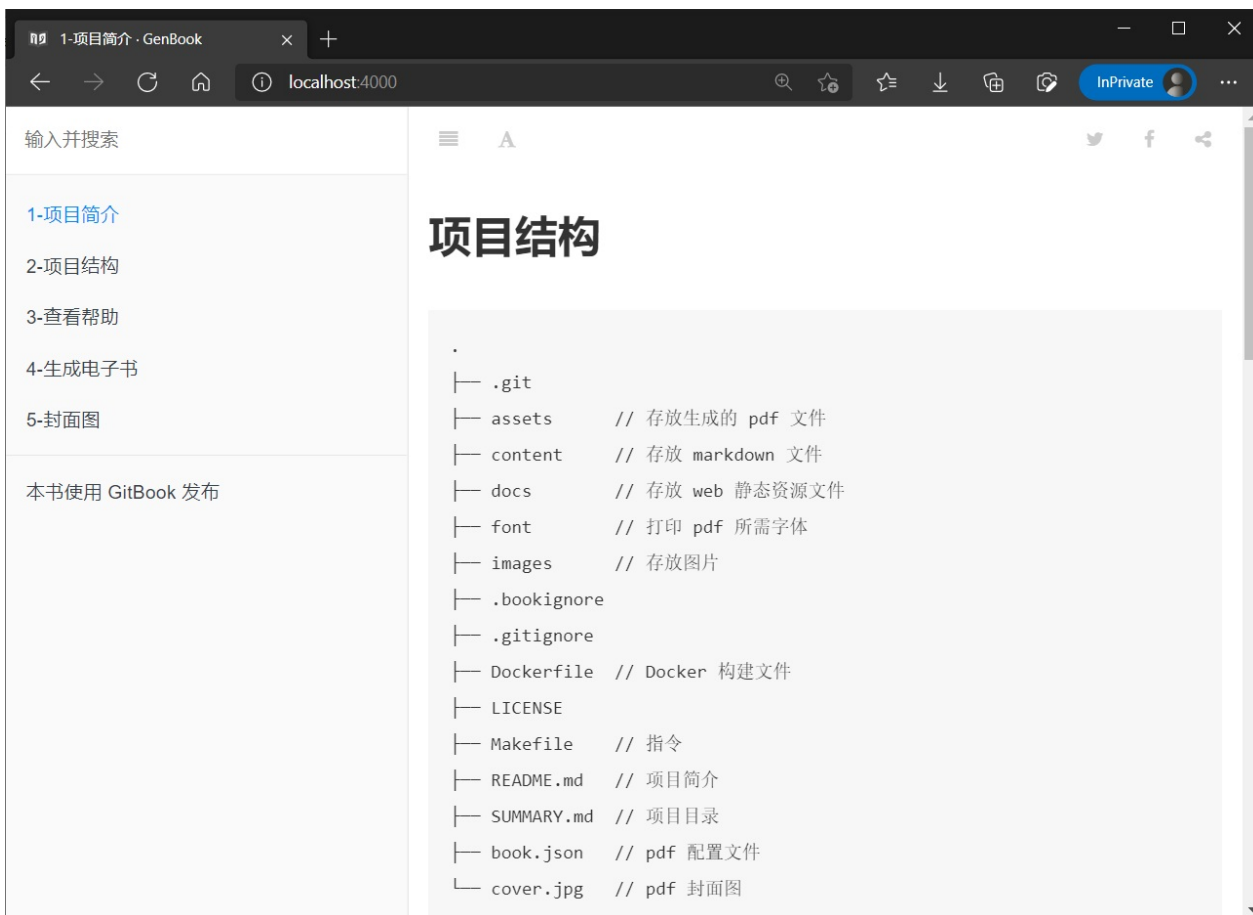 1-项目简介 · GenBook
localhost:4000
InPrivate
输入并搜索
A
1-项目简介
2-项目结构
3-查看帮助
4-生成电子书
5-封面图
本书使用 GitBook 发布
项目结构
.
├── .git
├── assets      // 存放生成的 pdf 文件
├── content     // 存放 markdown 文件
├── docs        // 存放 web 静态资源文件
├── font        // 打印 pdf 所需字体
├── images      // 存放图片
├── .bookignore
├── .gitignore
├── Dockerfile  // Docker 构建文件
├── LICENSE
├── Makefile    // 指令
├── README.md   // 项目简介
├── SUMMARY.md  // 项目目录
├── book.json   // pdf 配置文件
└── cover.jpg   // pdf 封面图